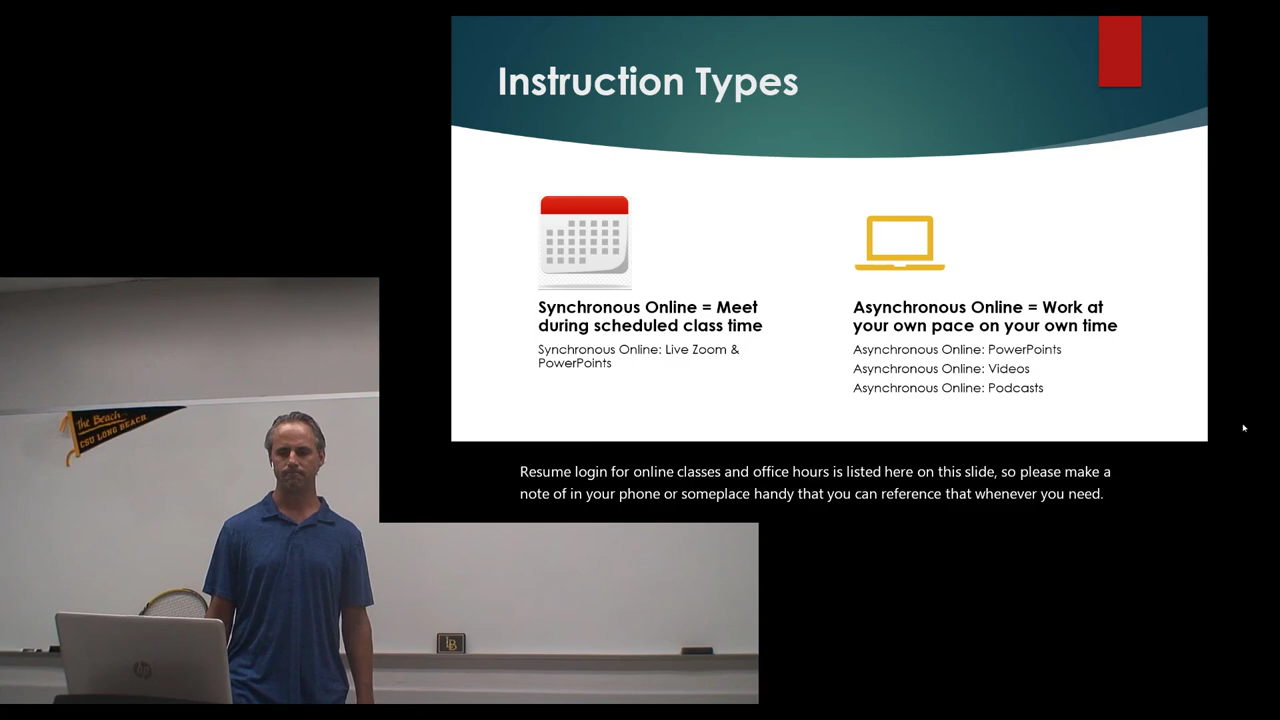 Instruction Types
Synchronous Online = Meet
during scheduled class time
Synchronous Online: Live Zoom &
PowerPoints
Asynchronous Online = Work at
your own pace on your own time
Asynchronous Online: PowerPoints
Asynchronous Online: Videos
Asynchronous Online: Podcasts
Resume login for online classes and office hours is listed here on this slide, so please make a
note of in your phone or someplace handy that you can reference that whenever you need.
The Beach
CSU LONG BEACH
hp
LB